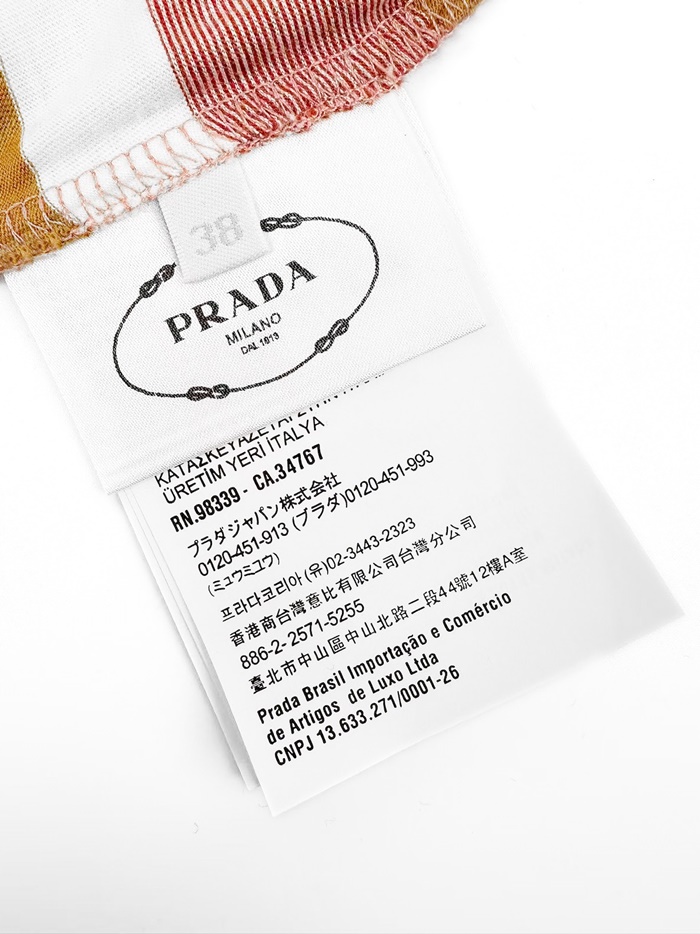 38
PRADA
MILANO
DAL 1913
ÜRETİM YERİ İTALYA
RN.98339 - CA.34767
プラダジャパン株式会社
0120-451-913 (プラダ)0120-451-993
(ミュウミュウ)
프라다코리아(유)02-3443-2323
香港商台灣意比有限公司台灣分公司
886-2-2571-5255
臺北市中山區中山北路二段44號12樓A室
Prada Brasil Importação e Comércio
de Artigos de Luxo Ltda
CNPJ 13.633.271/0001-26